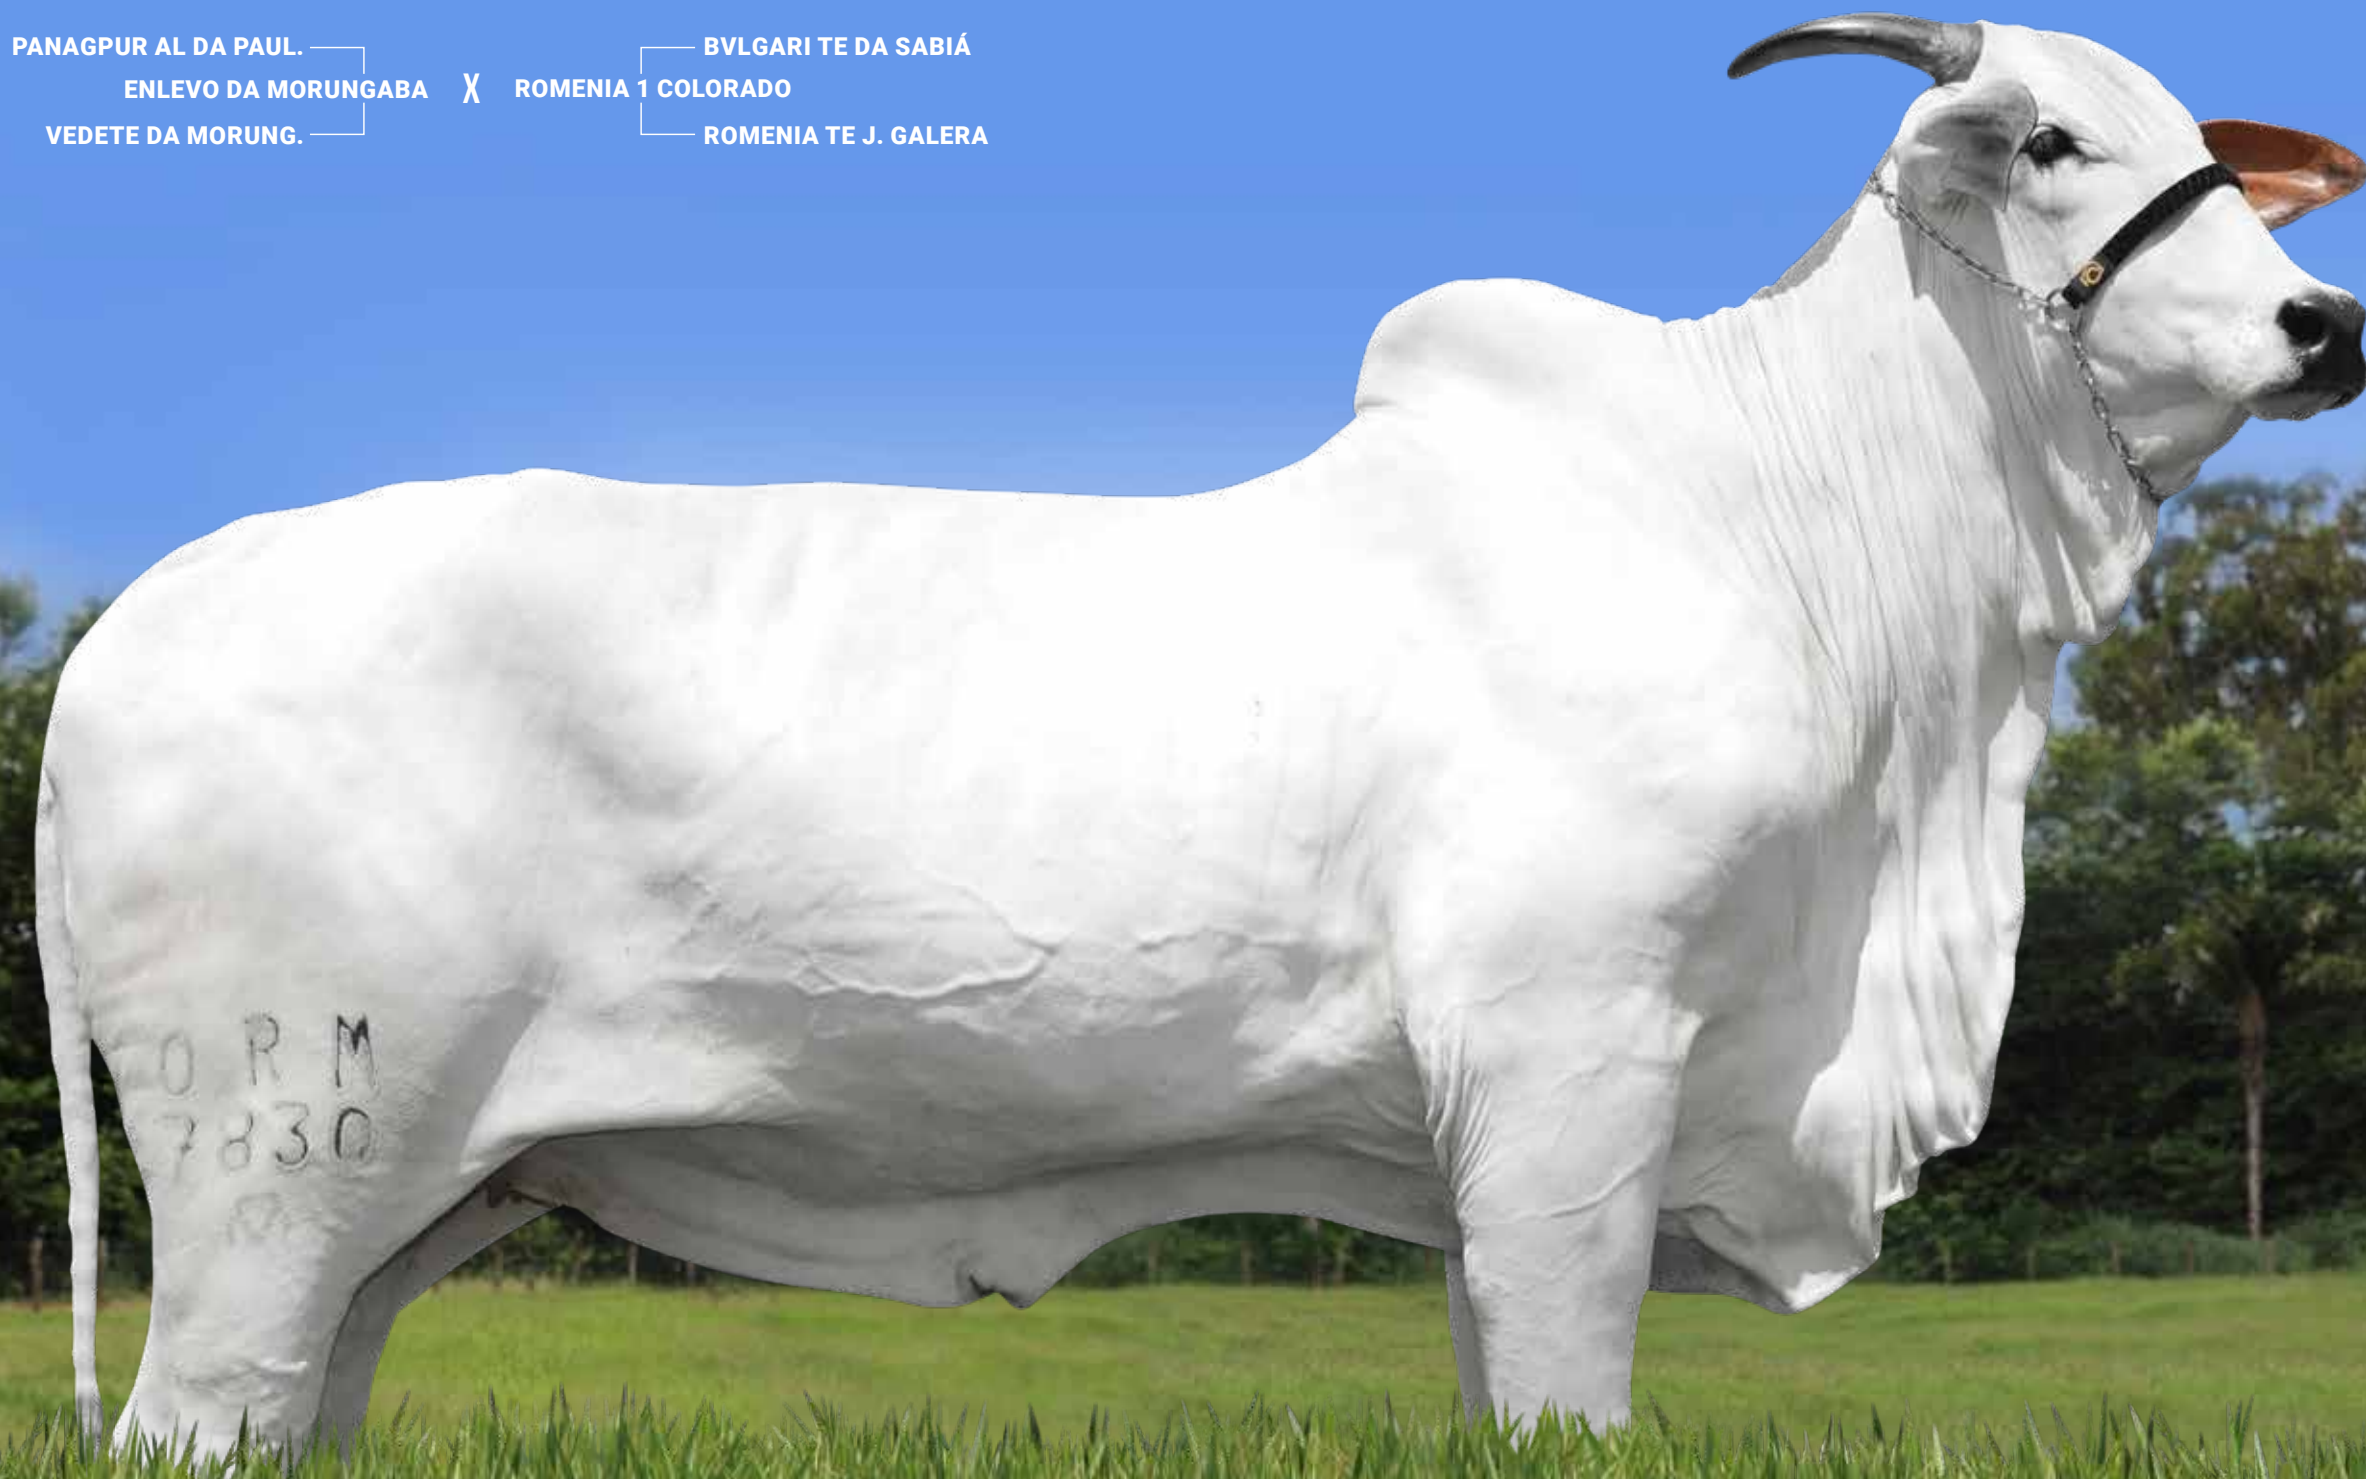 PANAGPUR AL DA PAUL.
ENLEVO DA MORUNGABA X ROMENIA 1 COLORADO
VEDETE DA MORUNG.
BVLGARI TE DA SABIÁ
ROMENIA TE J. GALERA
O R M
7830